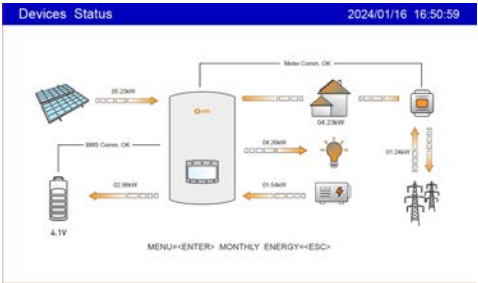 Devices Status
2024/01/16 16:50:59
Meter Comm. OK
05.23kW
04.23kW
BMS Comm. OK
04.26kW
01.24kW
02.96kW
01.54kW
4.1V
MENU=<ENTER> MONTHLY ENERGY=<ESC>